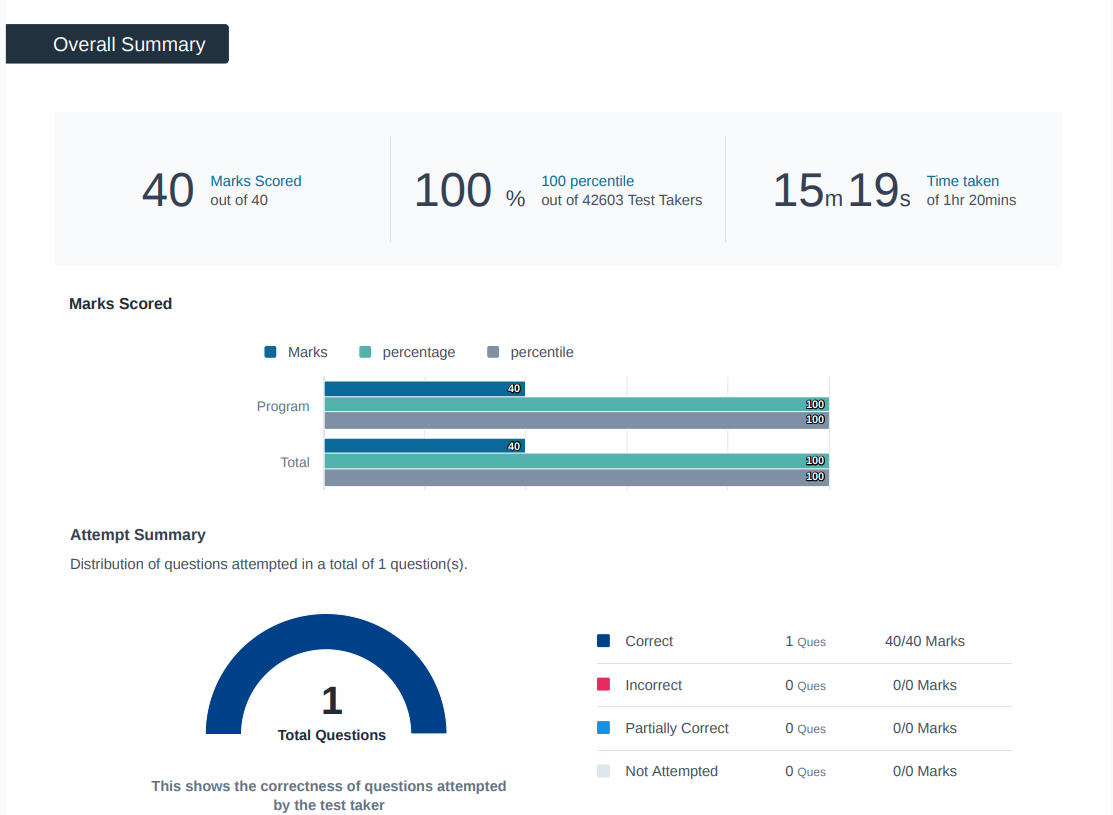 Overall Summary
40 Marks Scored
out of 40
100 % 100 percentile
out of 42603 Test Takers
15m 19s Time taken
of 1hr 20mins
Marks Scored
Marks percentage percentile
Program 40
100
100
Total 40
100
100
Attempt Summary
Distribution of questions attempted in a total of 1 question(s).
1
Total Questions
This shows the correctness of questions attempted
by the test taker
Correct 1 Ques 40/40 Marks
Incorrect 0 Ques 0/0 Marks
Partially Correct 0 Ques 0/0 Marks
Not Attempted 0 Ques 0/0 Marks